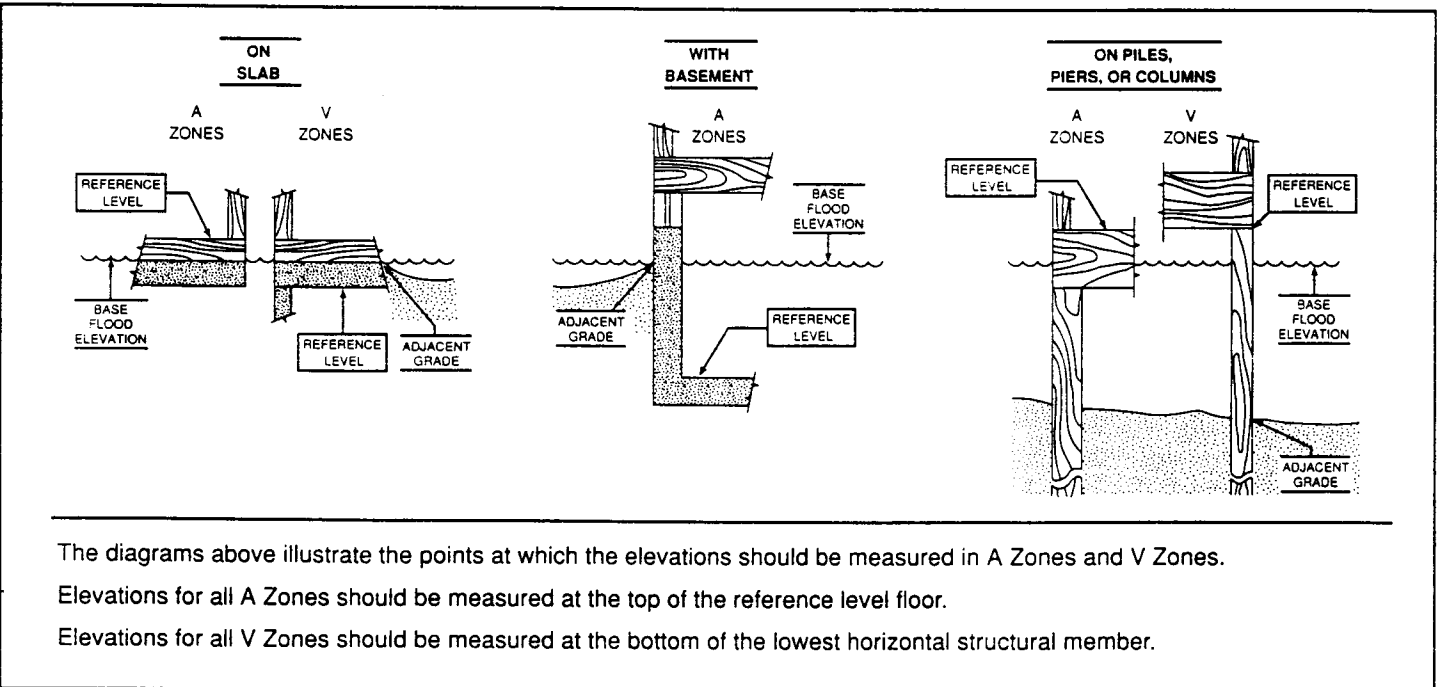 ON
SLAB
A
ZONES
V
ZONES
REFERENCE
LEVEL
BASE
FLOOD
ELEVATION
REFERENCE
LEVEL
ADJACENT
GRADE
WITH
BASEMENT
A
ZONES
BASE
FLOOD
ELEVATION
ADJACENT
GRADE
REFERENCE
LEVEL
ON PILES,
PIERS, OR COLUMNS
A
ZONES
V
ZONES
REFERENCE
LEVEL
REFERENCE
LEVEL
BASE
FLOOD
ELEVATION
ADJACENT
GRADE
The diagrams above illustrate the points at which the elevations should be measured in A Zones and V Zones.
Elevations for all A Zones should be measured at the top of the reference level floor.
Elevations for all V Zones should be measured at the bottom of the lowest horizontal structural member.